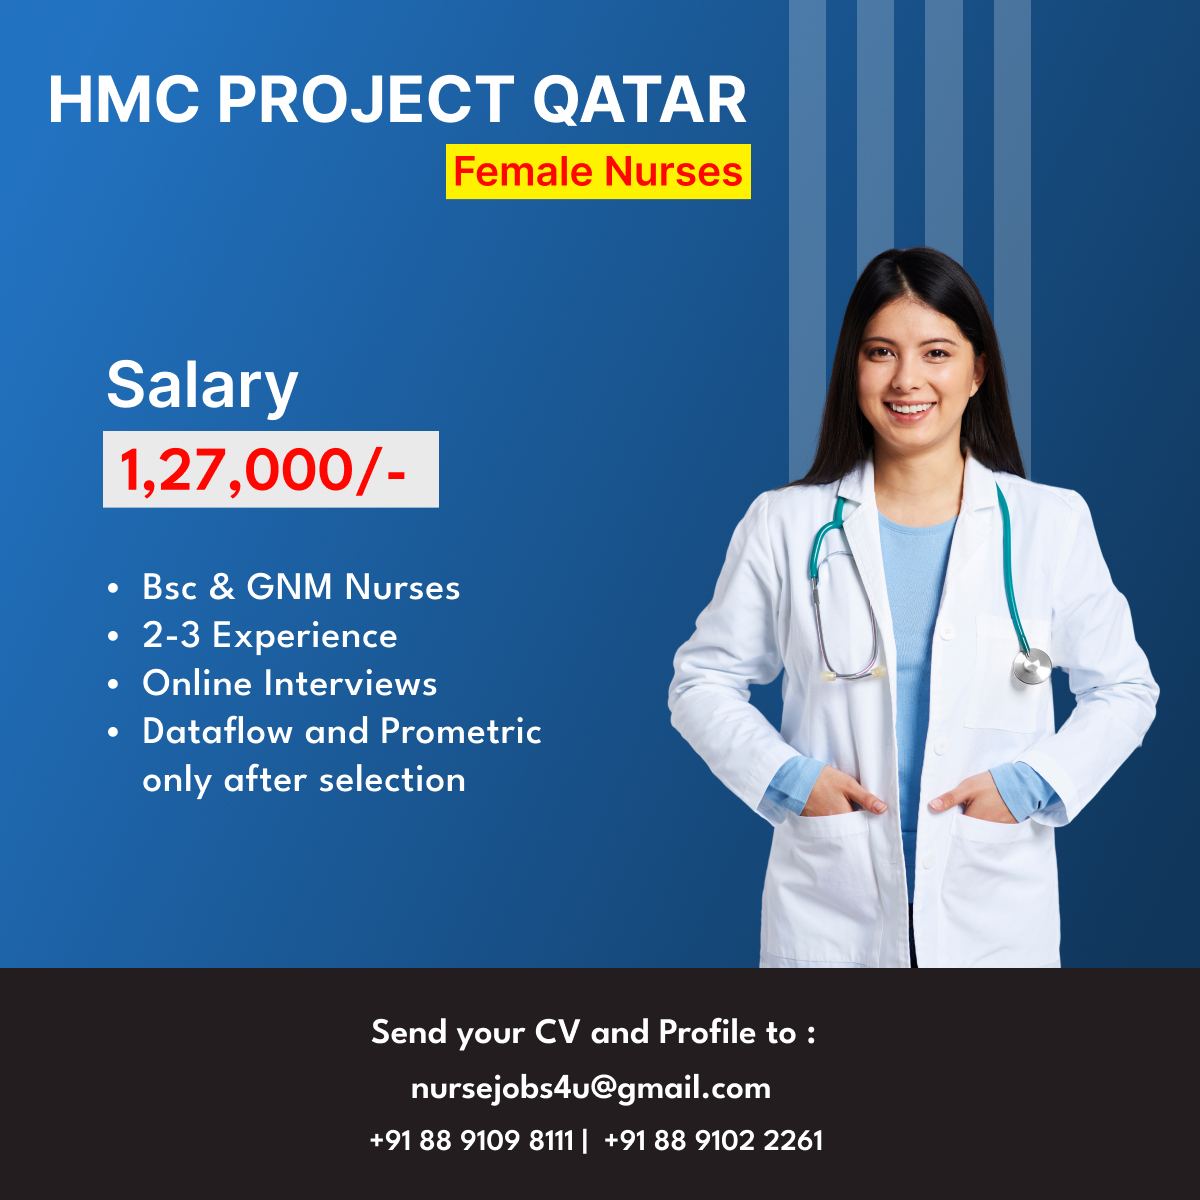 HMC PROJECT QATAR
Female Nurses
Salary
1,27,000/-
• Bsc & GNM Nurses
• 2-3 Experience
• Online Interviews
• Dataflow and Prometric
only after selection
Send your CV and Profile to :
nursejobs4u@gmail.com
+91 88 9109 8111 | +91 88 9102 2261